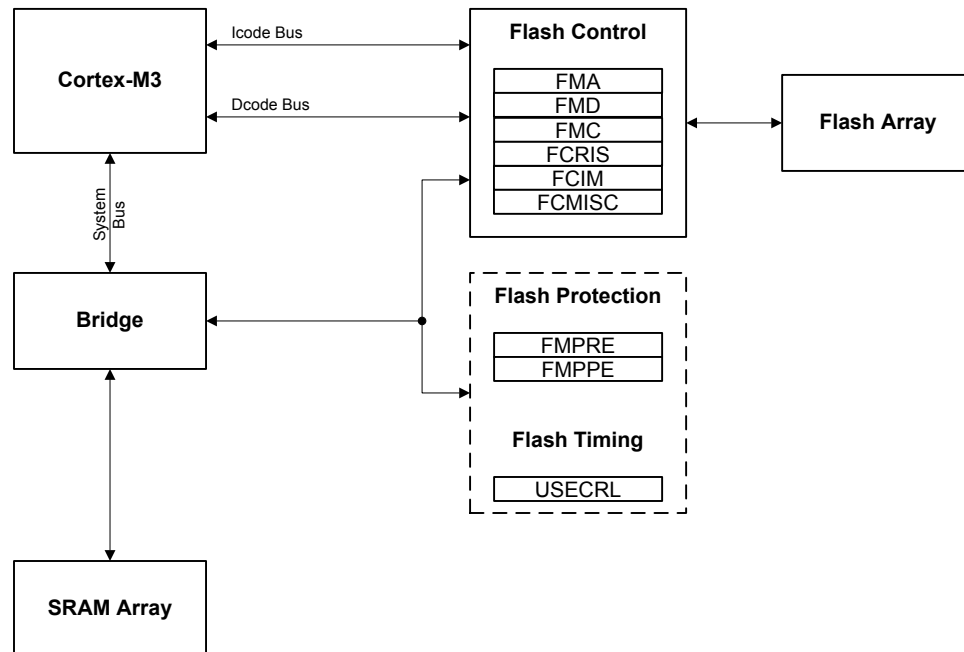 Icode Bus
Flash Control
Cortex-M3
FMA
FMD
Dcode Bus
Flash Array
FMC
FCRIS
FCIM
FCMISC
System
Bus
Flash Protection
Bridge
FMPRE
FMPPE
Flash Timing
USECRL
SRAM Array